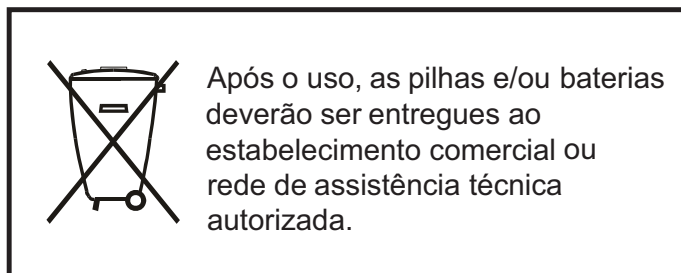 Após o uso, as pilhas e/ou baterias
deverão ser entregues ao
estabelecimento comercial ou
rede de assistência técnica
autorizada.